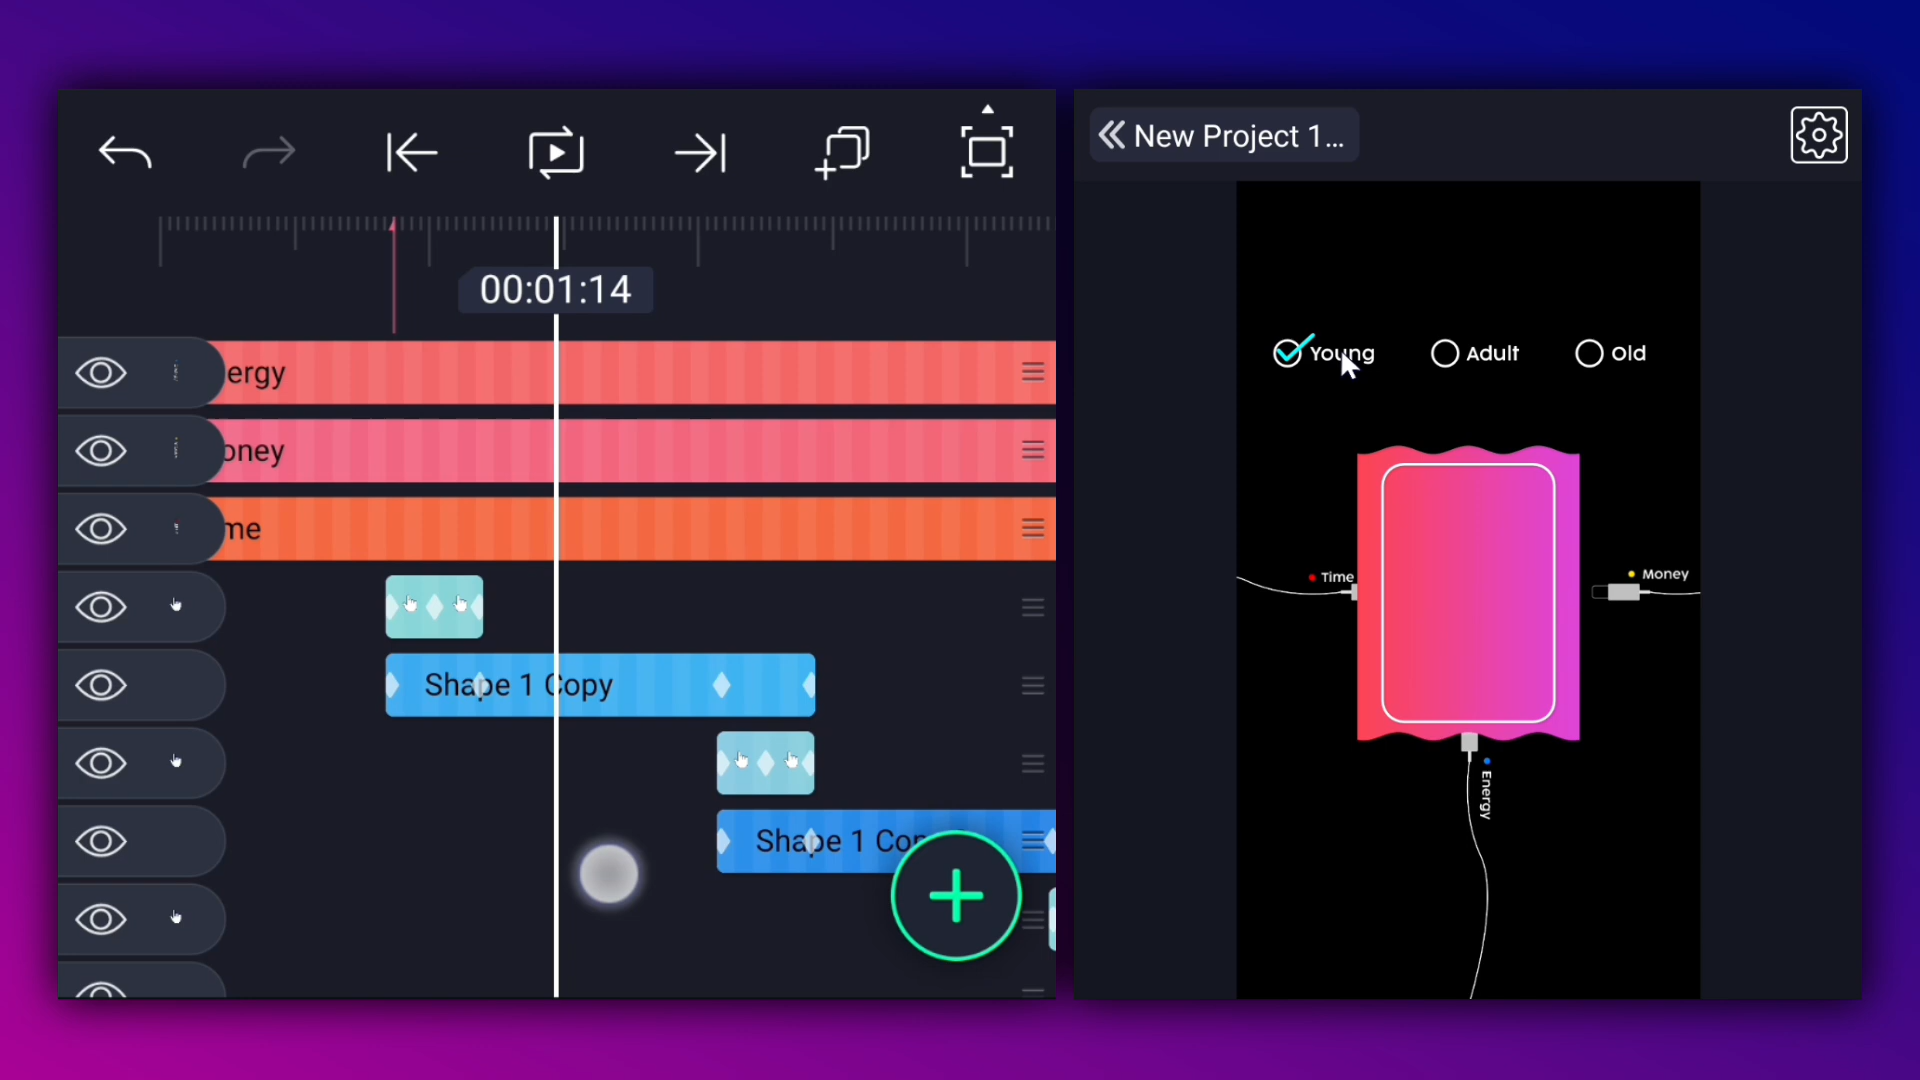 00:01:14
ergy
oney
me
Shape 1 Copy
Shape 1 Cop
New Project 1...
Young
Adult
Old
Time
Money
Energy